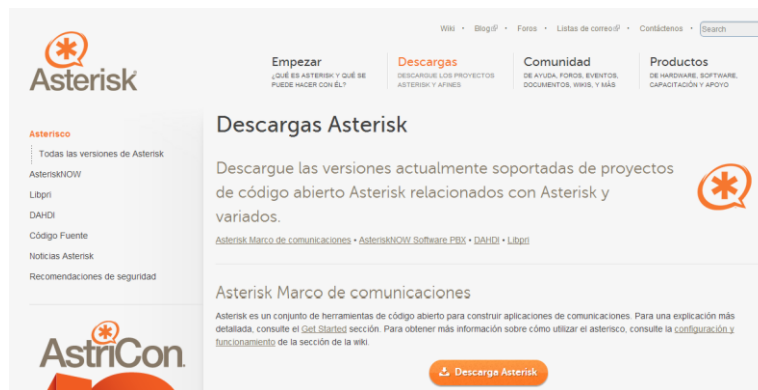 Wiki • Blog • Foros • Listas de correo • Contáctenos • Search
Asterisk
Empezar
¿QUÉ ES ASTERISK Y QUÉ SE
PUEDE HACER CON ÉL?
Descargas
DESCARGUE LOS PROYECTOS
ASTERISK Y AFINES
Comunidad
DE AYUDA, FOROS, EVENTOS,
DOCUMENTOS, WIKIS, Y MÁS
Productos
DE HARDWARE, SOFTWARE,
CAPACITACIÓN Y APOYO
Asterisco
Todas las versiones de Asterisk
AsteriskNOW
Libpri
DAHDI
Código Fuente
Noticias Asterisk
Recomendaciones de seguridad
AstriCon
Descargas Asterisk
Descargue las versiones actualmente soportadas de proyectos
de código abierto Asterisk relacionados con Asterisk y
variados.
Asterisk Marco de comunicaciones • AsteriskNOW Software PBX • DAHDI • Libpri
Asterisk Marco de comunicaciones
Asterisk es un conjunto de herramientas de código abierto para construir aplicaciones de comunicaciones. Para una explicación más
detallada, consulte el Get Started sección. Para obtener más información sobre cómo utilizar el asterisco, consulte la configuración y
funcionamiento de la sección de la wiki.
Descarga Asterisk